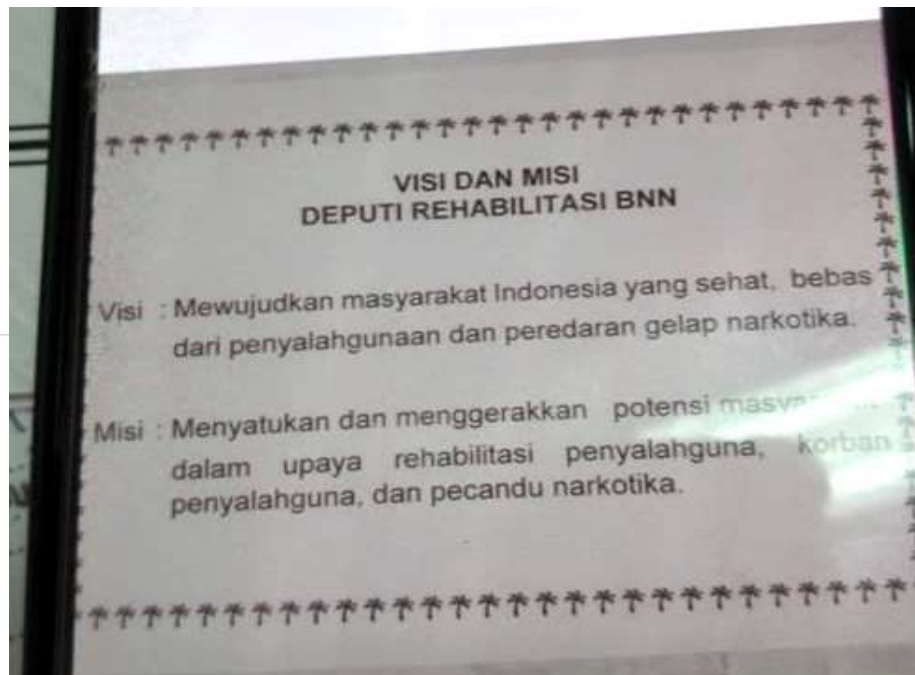 VISI DAN MISI
DEPUTI REHABILITASI BNN
Visi : Mewujudkan masyarakat Indonesia yang sehat, bebas
dari penyalahgunaan dan peredaran gelap narkotika.
Misi : Menyatukan dan menggerakkan potensi
dalam upaya rehabilitasi penyalahguna, korban
penyalahguna, dan pecandu narkotika.